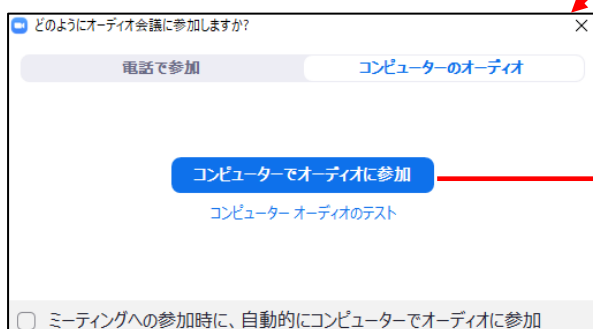 どのようにオーディオ会議に参加しますか?
電話で参加
コンピューターのオーディオ
コンピューターでオーディオに参加
コンピューター オーディオのテスト
ミーティングへの参加時に、自動的にコンピューターでオーディオに参加